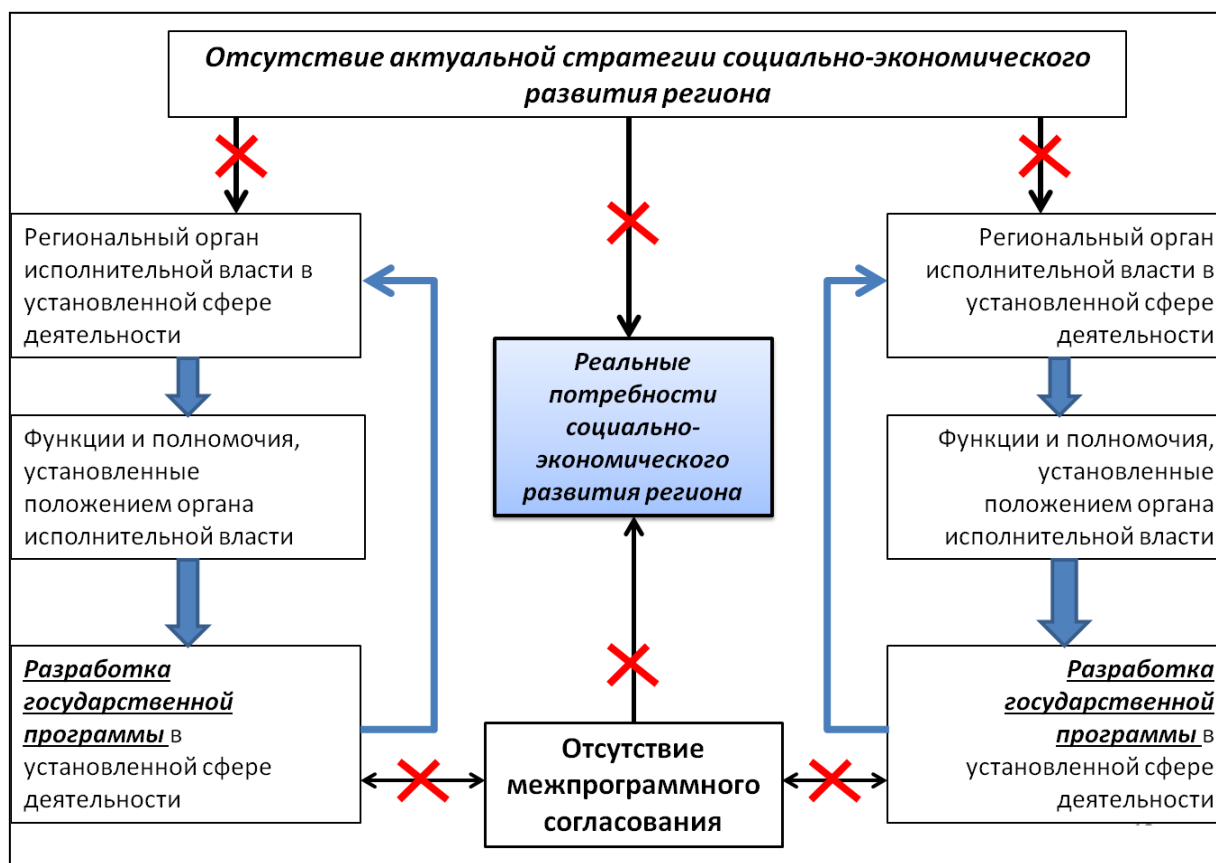 Отсутствие актуальной стратегии социально-экономического
развития региона
Региональный орган
исполнительной власти в
установленной сфере
деятельности
Региональный орган
исполнительной власти в
установленной сфере
деятельности
Реальные
потребности
социально-
экономического
развития региона
Функции и полномочия,
установленные
положением органа
исполнительной власти
Функции и полномочия,
установленные
положением органа
исполнительной власти
Разработка
государственной
программы в
установленной сфере
деятельности
Отсутствие
межпрограммного
согласования
Разработка
государственной
программы в
установленной сфере
деятельности